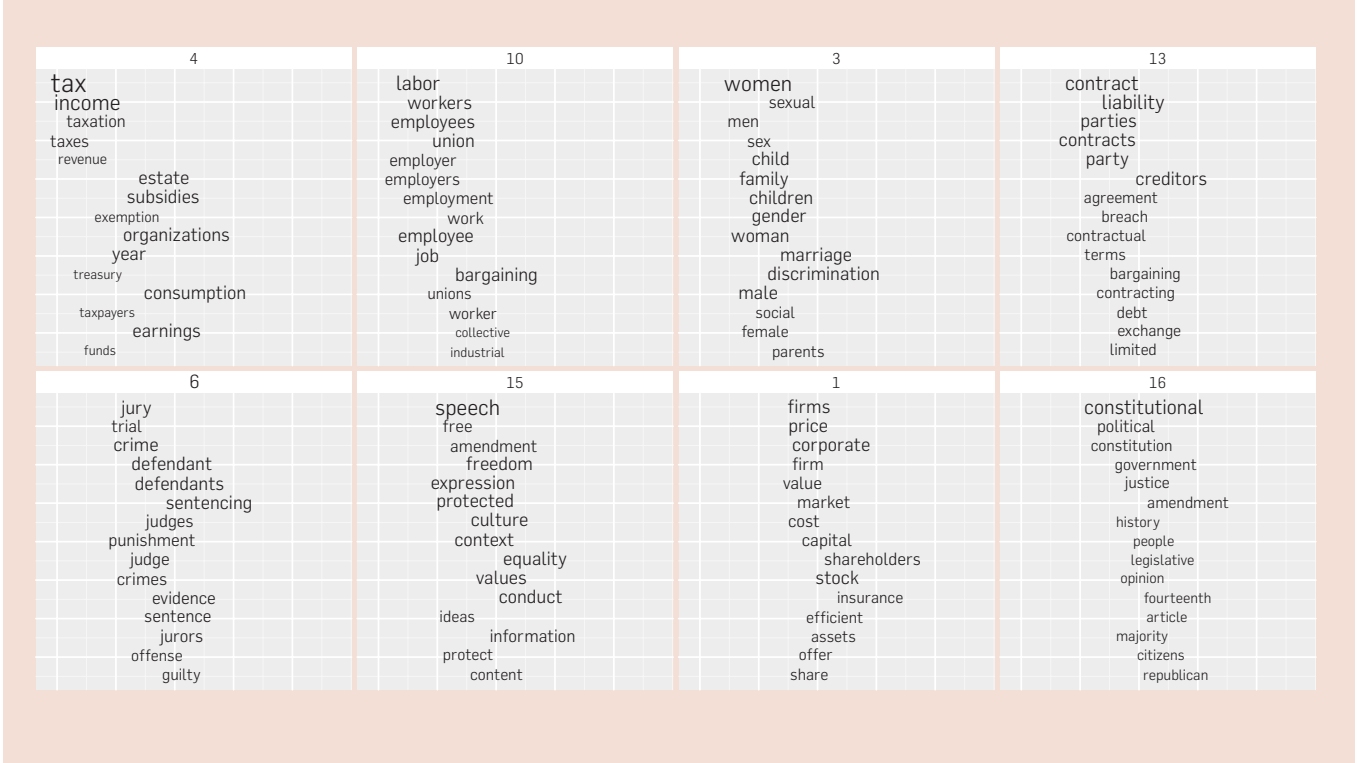 4
tax
income
taxation
taxes
revenue
estate
subsidies
exemption
organizations
year
treasury
consumption
taxpayers
earnings
funds
10
labor
workers
employees
union
employer
employers
employment
work
employee
job
bargaining
unions
worker
collective
industrial
3
women
sexual
men
sex
child
family
children
gender
woman
marriage
discrimination
male
social
female
parents
13
contract
liability
parties
contracts
party
creditors
agreement
breach
contractual
terms
bargaining
contracting
debt
exchange
limited
6
jury
trial
crime
defendant
defendants
sentencing
judges
punishment
judge
crimes
evidence
sentence
jurors
offense
guilty
15
speech
free
amendment
freedom
expression
protected
culture
context
equality
values
conduct
ideas
information
protect
content
1
firms
price
corporate
firm
value
market
cost
capital
shareholders
stock
insurance
efficient
assets
offer
share
16
constitutional
political
constitution
government
justice
amendment
history
people
legislative
opinion
fourteenth
article
majority
citizens
republican